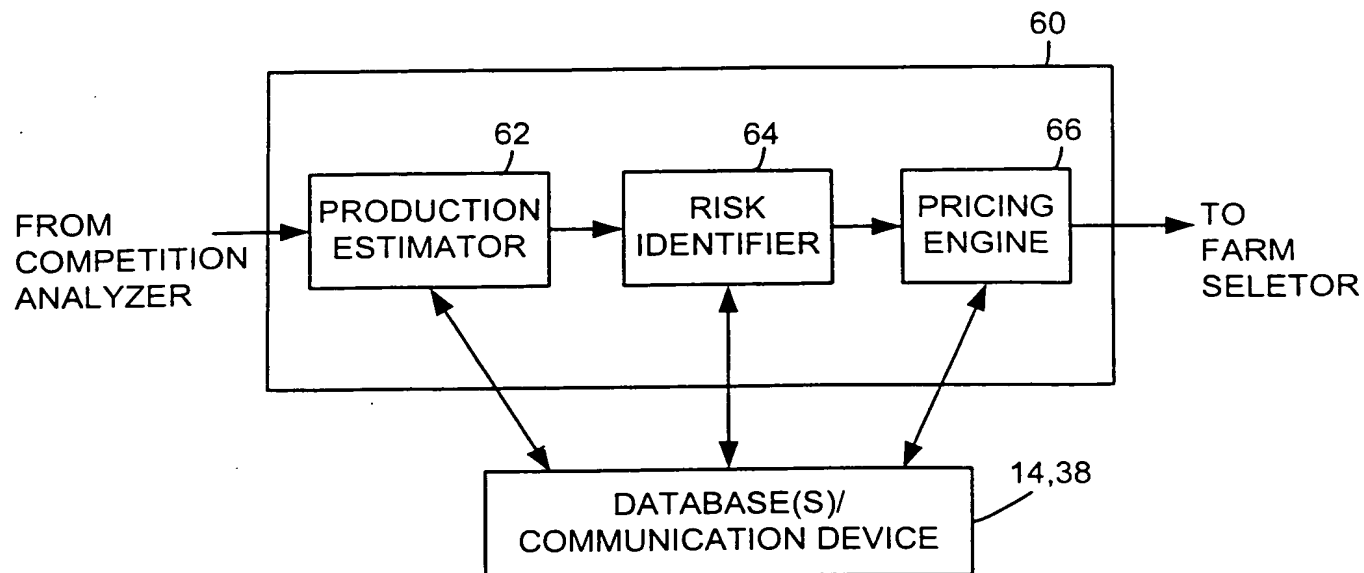 60
62
64
66
FROM
COMPETITION
ANALYZER
PRODUCTION
ESTIMATOR
RISK
IDENTIFIER
PRICING
ENGINE
TO
FARM
SELETOR
14,38
DATABASE(S)/
COMMUNICATION DEVICE